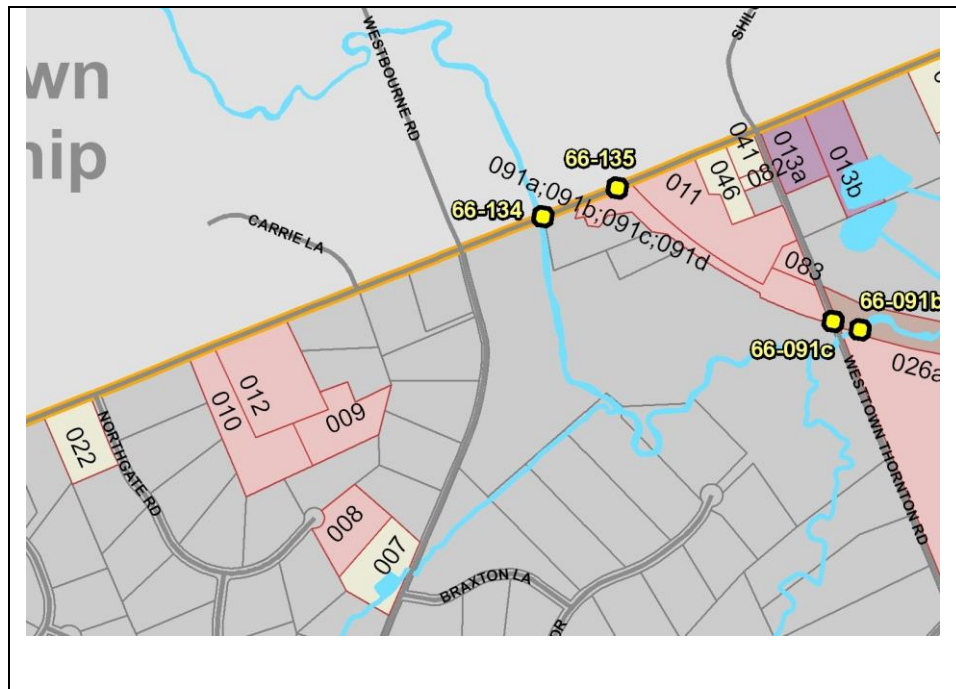 wn
ship
WESTBOURNE RD
091a;091b;091c;091d
66-135
66-134
011
046
041
082
013a
013b
CARRIE LA
083
66-091b
66-091c
026a
WESTTOWN THORNTON RD
012
010
009
022
NORTHGATE RD
008
007
BRAXTON LA
OR